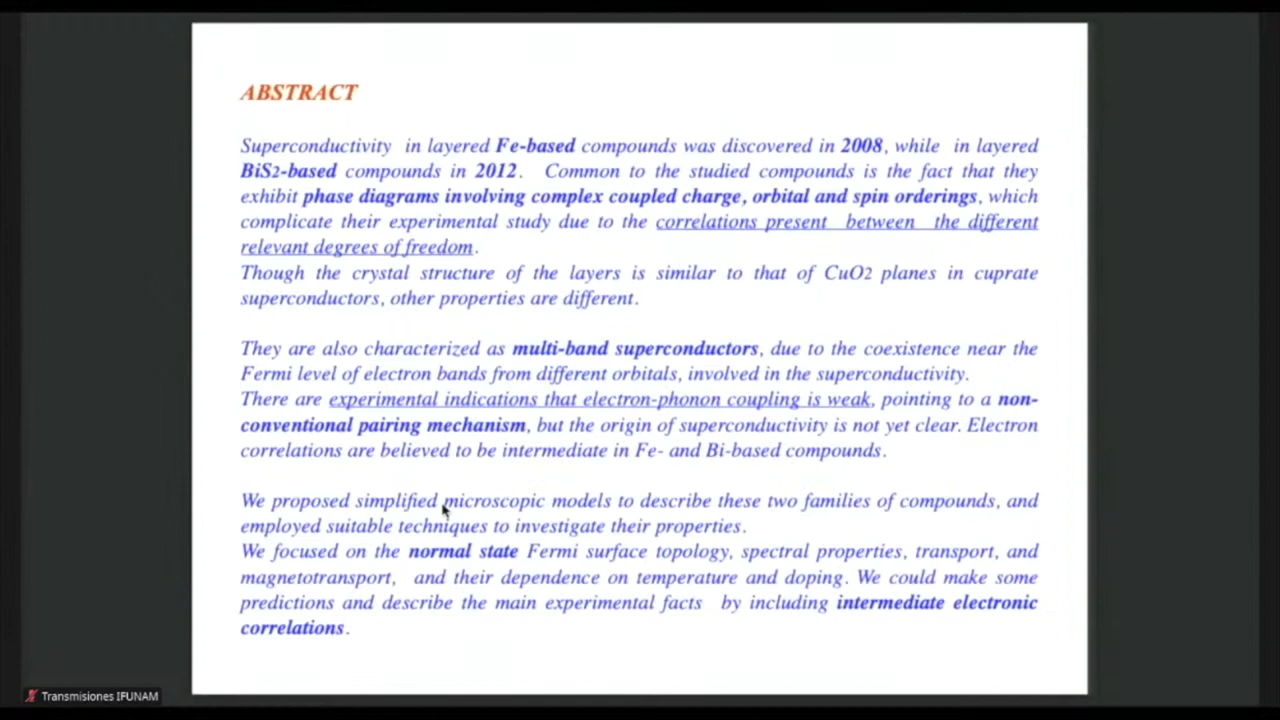 ABSTRACT
Superconductivity in layered Fe-based compounds was discovered in 2008, while in layered
BiS2-based compounds in 2012. Common to the studied compounds is the fact that they
exhibit phase diagrams involving complex coupled charge, orbital and spin orderings, which
complicate their experimental study due to the correlations present between the different
relevant degrees of freedom.
Though the crystal structure of the layers is similar to that of CuO2 planes in cuprate
superconductors, other properties are different.
They are also characterized as multi-band superconductors, due to the coexistence near the
Fermi level of electron bands from different orbitals, involved in the superconductivity.
There are experimental indications that electron-phonon coupling is weak, pointing to a non-
conventional pairing mechanism, but the origin of superconductivity is not yet clear. Electron
correlations are believed to be intermediate in Fe- and Bi-based compounds.
We proposed simplified microscopic models to describe these two families of compounds, and
employed suitable techniques to investigate their properties.
We focused on the normal state Fermi surface topology, spectral properties, transport, and
magnetotransport, and their dependence on temperature and doping. We could make some
predictions and describe the main experimental facts by including intermediate electronic
correlations.
Transmisiones IFUNAM